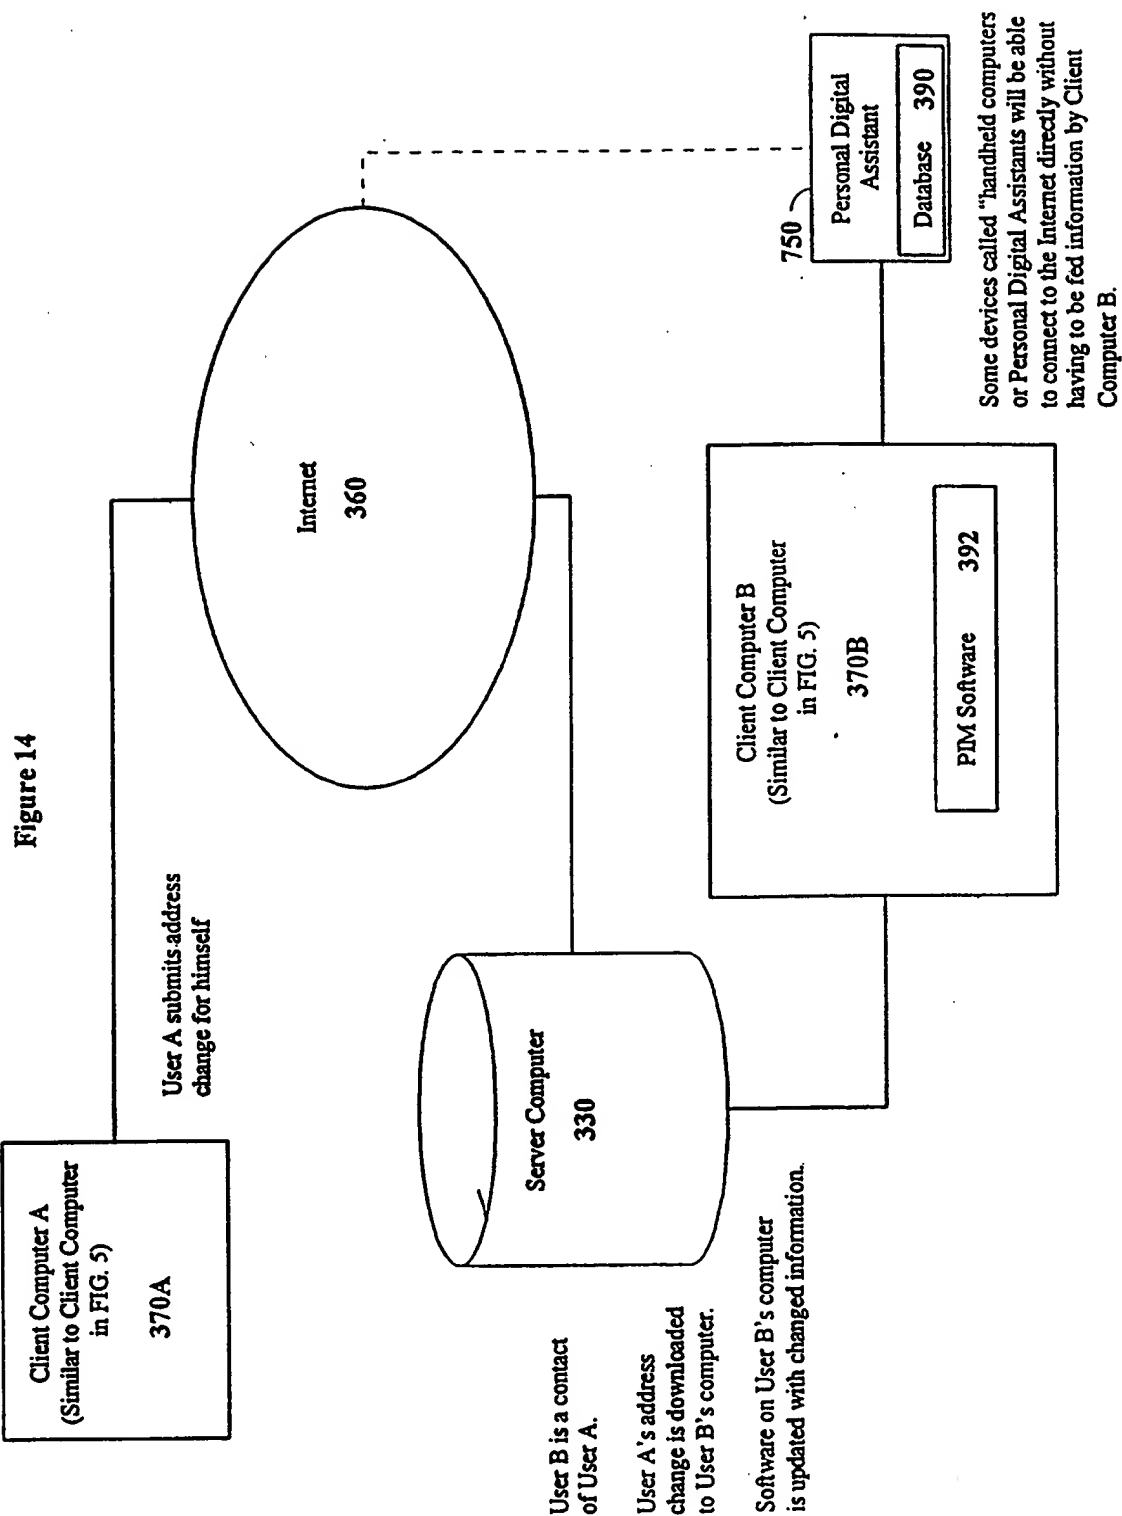 Figure 14
Client Computer A
(Similar to Client Computer
in FIG. 5)
370A
User A submits address
change for himself
Internet
360
Server Computer
330
User B is a contact
of User A.
User A's address
change is downloaded
to User B's computer.
Software on User B's computer
is updated with changed information.
Client Computer B
(Similar to Client Computer
in FIG. 5)
370B
PIM Software 392
750
Personal Digital
Assistant
Database 390
Some devices called "handheld computers
or Personal Digital Assistants will be able
to connect to the Internet directly without
having to be fed information by Client
Computer B.